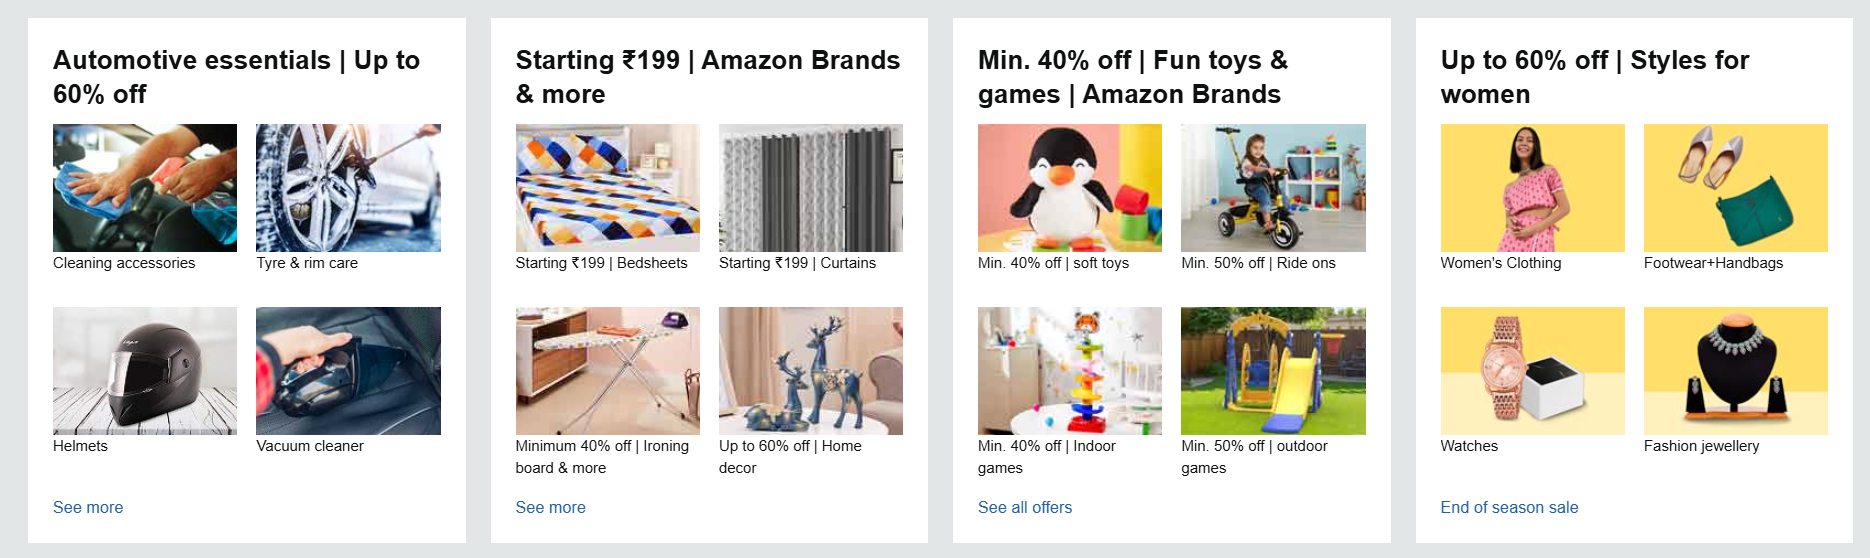 Automotive essentials | Up to
60% off
Cleaning accessories
Tyre & rim care
Helmets
Vacuum cleaner
See more
Starting ₹199 | Amazon Brands
& more
Starting ₹199 | Bedsheets
Starting ₹199 | Curtains
Minimum 40% off | Ironing
board & more
Up to 60% off | Home
decor
See more
Min. 40% off | Fun toys &
games | Amazon Brands
Min. 40% off | soft toys
Min. 50% off | Ride ons
Min. 40% off | Indoor
games
Min. 50% off | outdoor
games
See all offers
Up to 60% off | Styles for
women
Women's Clothing
Footwear+Handbags
Watches
Fashion jewellery
End of season sale